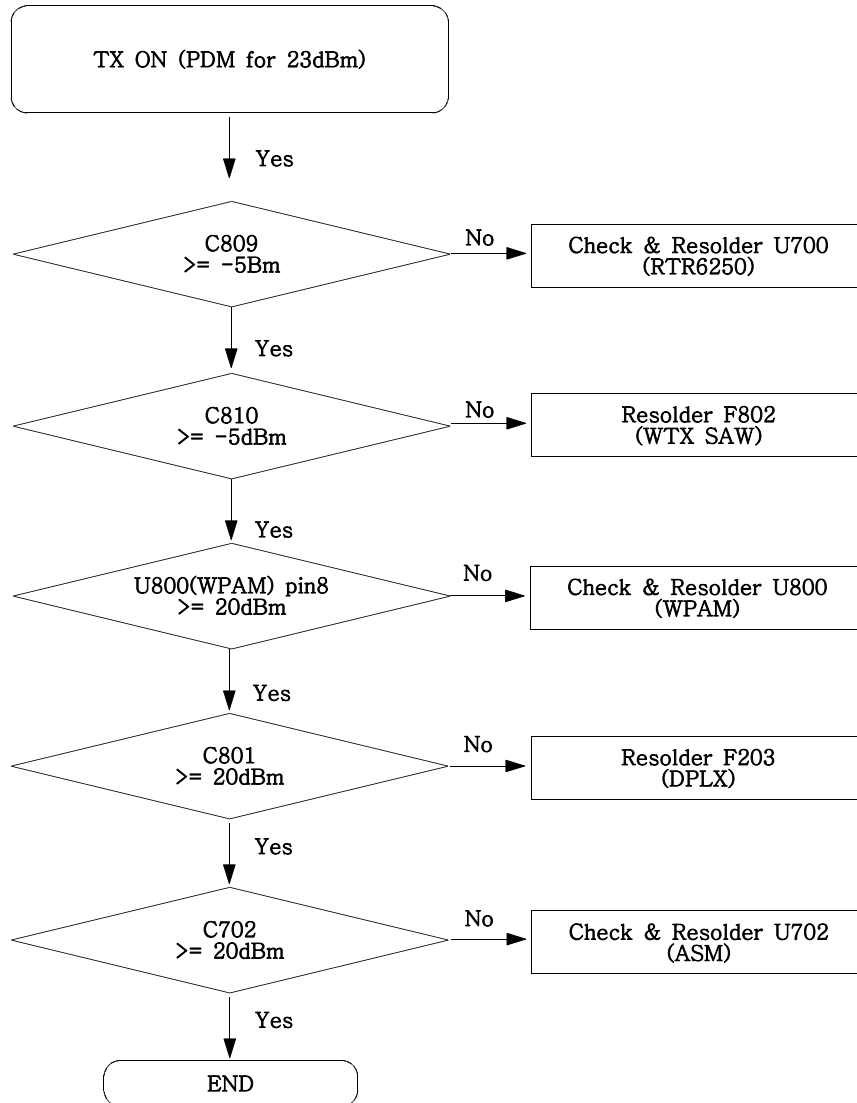 TX ON (PDM for 23dBm)
Yes
C809
>= -5Bm
No
Check & Resolder U700
(RTR6250)
Yes
C810
>= -5dBm
No
Resolder F802
(WTX SAW)
Yes
U800(WPAM) pin8
>= 20dBm
No
Check & Resolder U800
(WPAM)
Yes
C801
>= 20dBm
No
Resolder F203
(DPLX)
Yes
C702
>= 20dBm
No
Check & Resolder U702
(ASM)
Yes
END